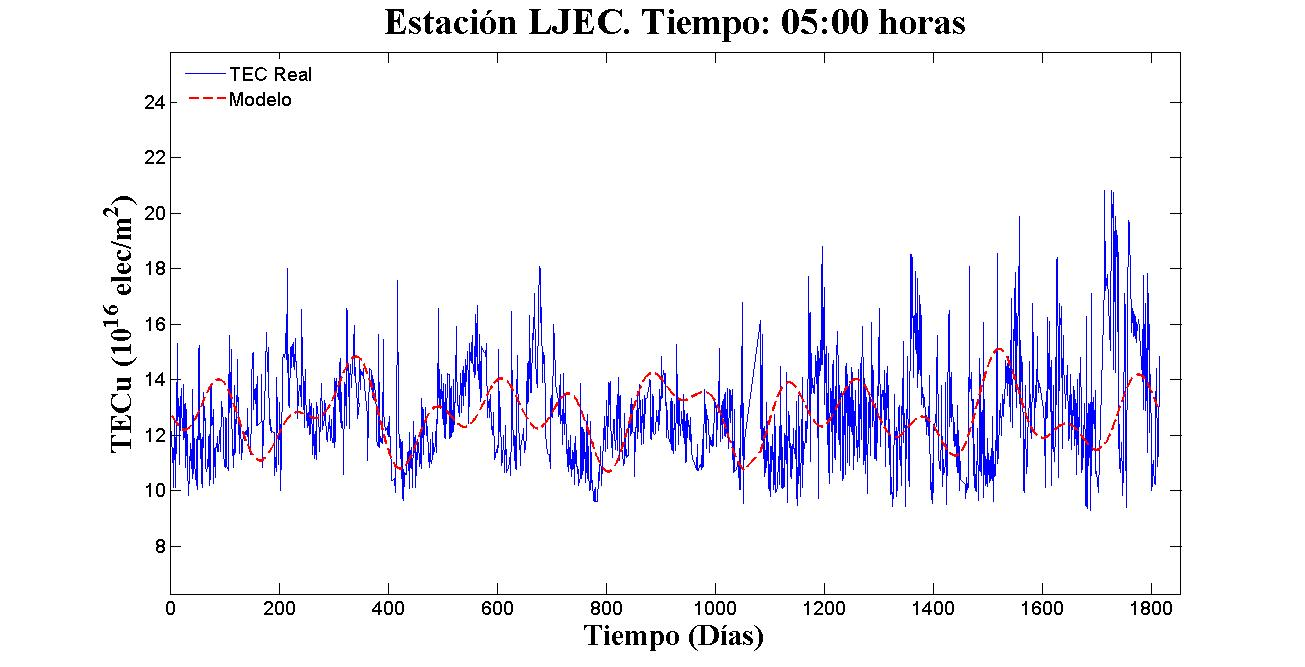 Estación LJEC. Tiempo: 05:00 horas
TEC Real
Modelo
24
22
20
18
16
14
12
10
8
TECu (10^16 elec/m^2)
0 200 400 600 800 1000 1200 1400 1600 1800
Tiempo (Días)